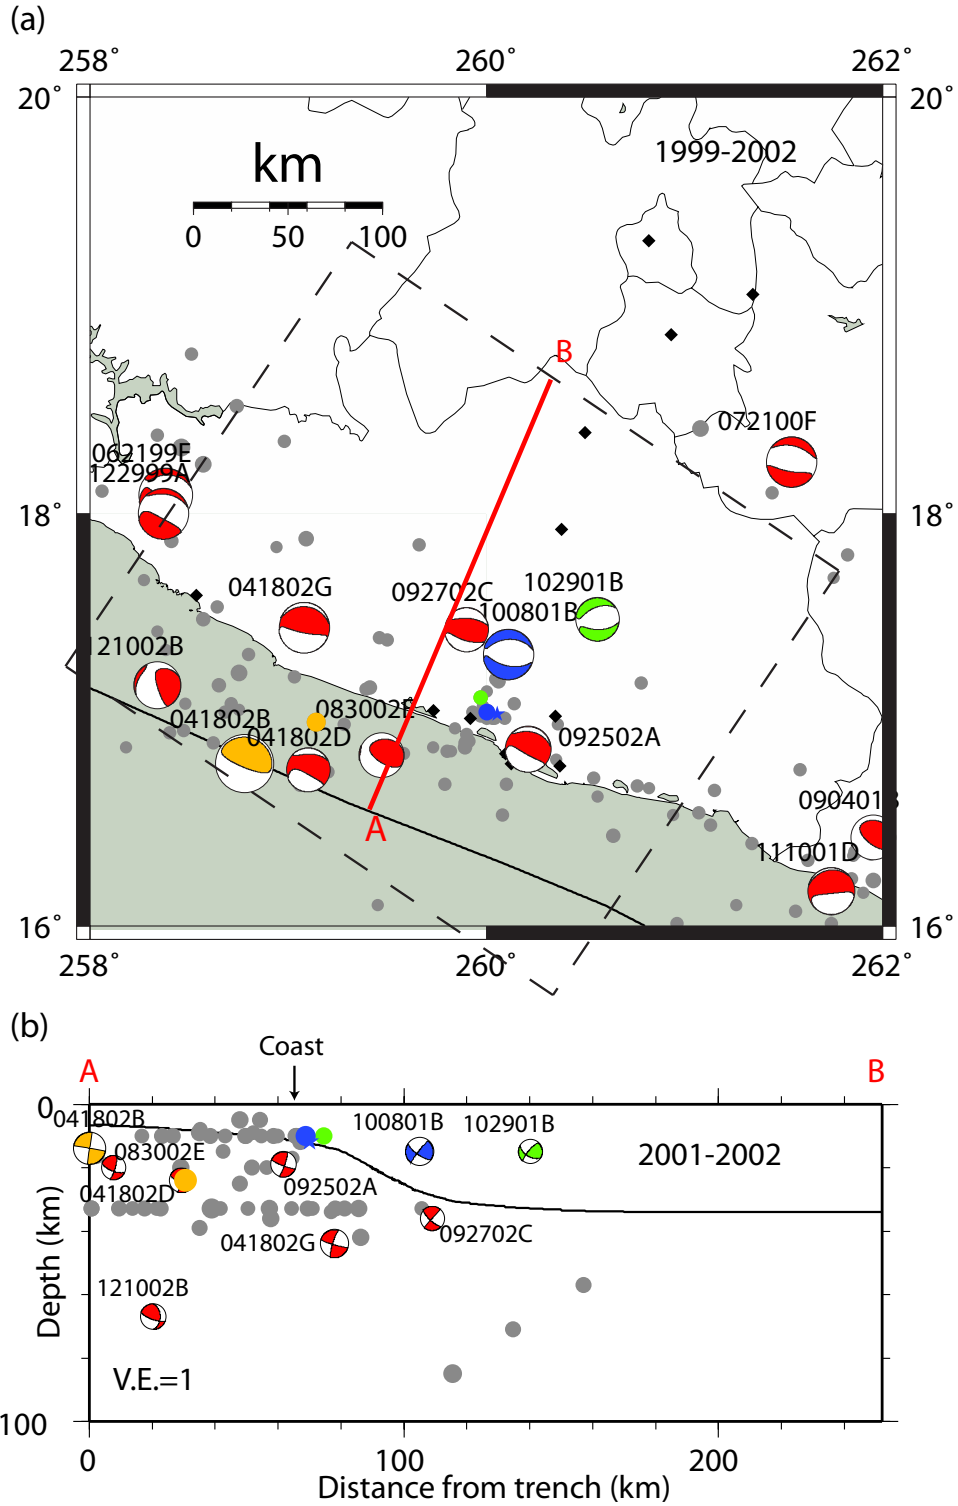 (a)
258° 260° 262°
20° 20°
1999-2002
km
0 50 100
B
072100F
062199E
122999A
18° 18°
041802G 092702C 102901B
100801B
121002B
041802B 083002E
041802D 092502A
A 090401B
111001D
16° 16°
258° 260° 262°
(b)
Coast
A B
0
041802B 100801B 102901B
083002E 2001-2002
041802D 092502A
041802G 092702C
121002B
Depth (km)
V.E.=1
100
0 100 200
Distance from trench (km)